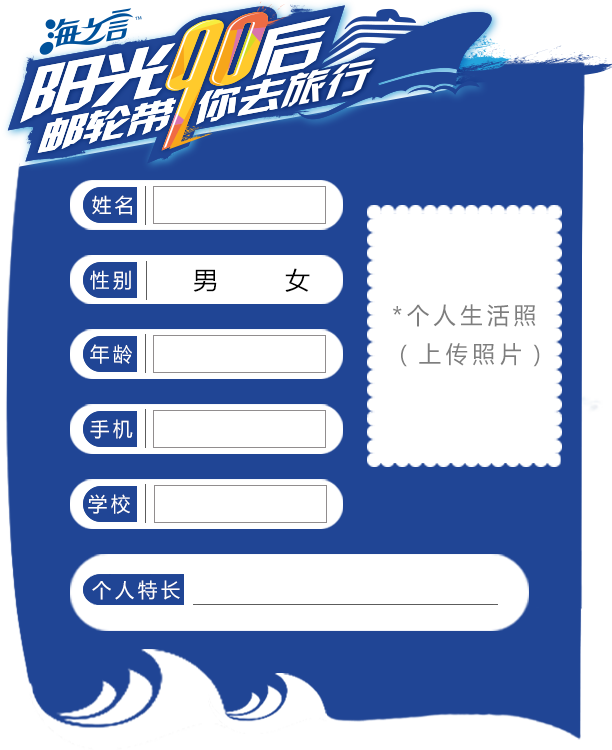 海之言™
阳光90后
邮轮带你去旅行
姓名
性别 男 女
年龄
手机
学校
*个人生活照
（上传照片）
个人特长